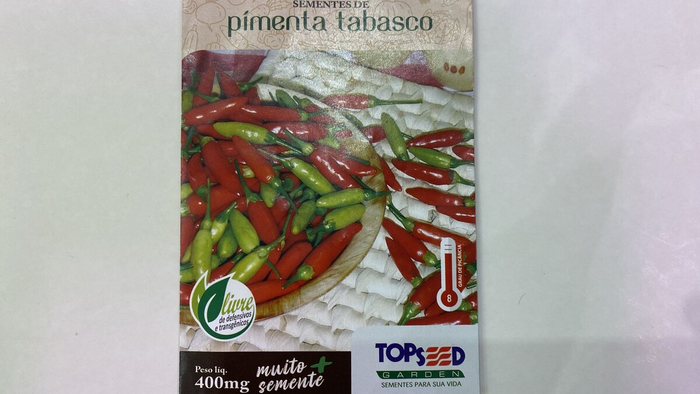 SEMENTES DE
pimenta tabasco
GRAU DE PICÂNCIA
8
livre
de defensivos
e transgênicos
Peso líq.
400mg
muito +
semente
TOPSEED
GARDEN
SEMENTES PARA SUA VIDA